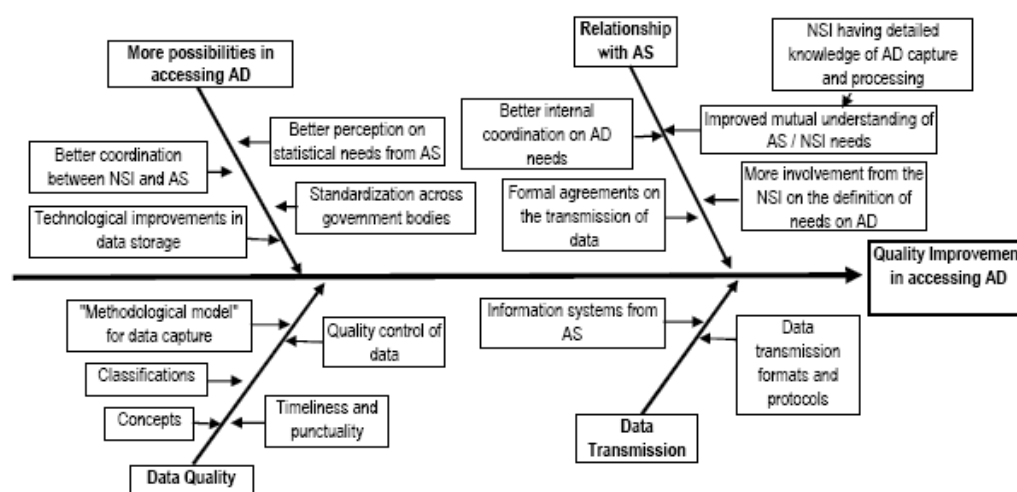 More possibilities in
accessing AD
Relationship
with AS
NSI having detailed
knowledge of AD capture
and processing
Better perception on
statistical needs from AS
Better internal
coordination on AD
needs
Improved mutual understanding of
AS / NSI needs
Better coordination
between NSI and AS
Standardization across
government bodies
Formal agreements on
the transmission of
data
More involvement from the
NSI on the definition of
needs on AD
Technological improvements in
data storage
Quality Improvement
in accessing AD
"Methodological model"
for data capture
Quality control of
data
Information systems from
AS
Data
transmission
formats and
protocols
Classifications
Concepts
Timeliness and
punctuality
Data Quality
Data
Transmission